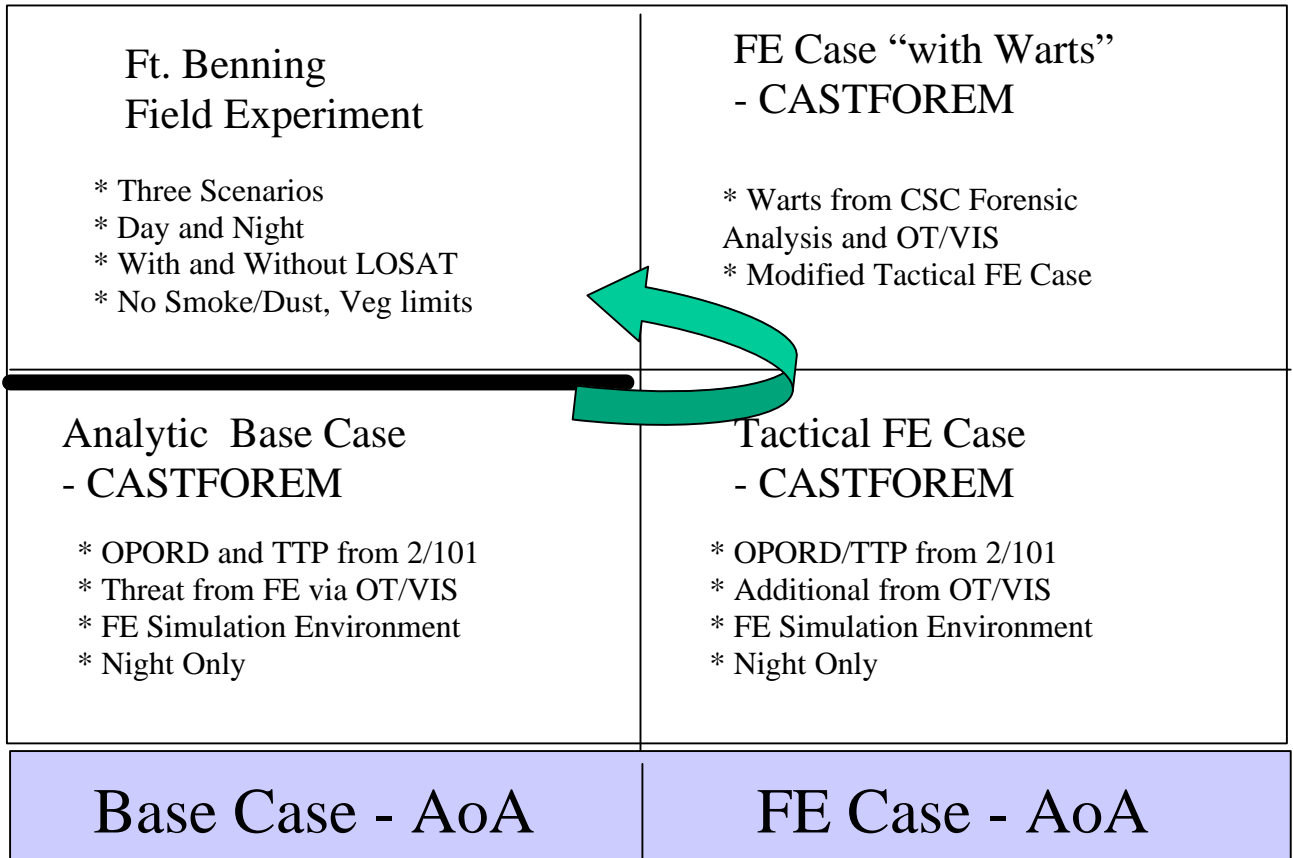 Ft. Benning
Field Experiment
* Three Scenarios
* Day and Night
* With and Without LOSAT
* No Smoke/Dust, Veg limits
FE Case “with Warts”
- CASTFOREM
* Warts from CSC Forensic
Analysis and OT/VIS
* Modified Tactical FE Case
Analytic Base Case
- CASTFOREM
* OPORD and TTP from 2/101
* Threat from FE via OT/VIS
* FE Simulation Environment
* Night Only
Tactical FE Case
- CASTFOREM
* OPORD/TTP from 2/101
* Additional from OT/VIS
* FE Simulation Environment
* Night Only
Base Case - AoA
FE Case - AoA